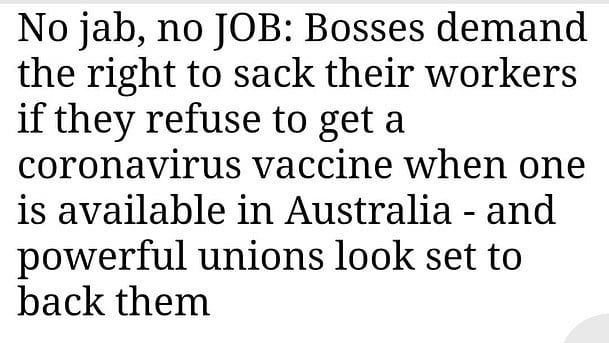 No jab, no JOB: Bosses demand
the right to sack their workers
if they refuse to get a
coronavirus vaccine when one
is available in Australia - and
powerful unions look set to
back them